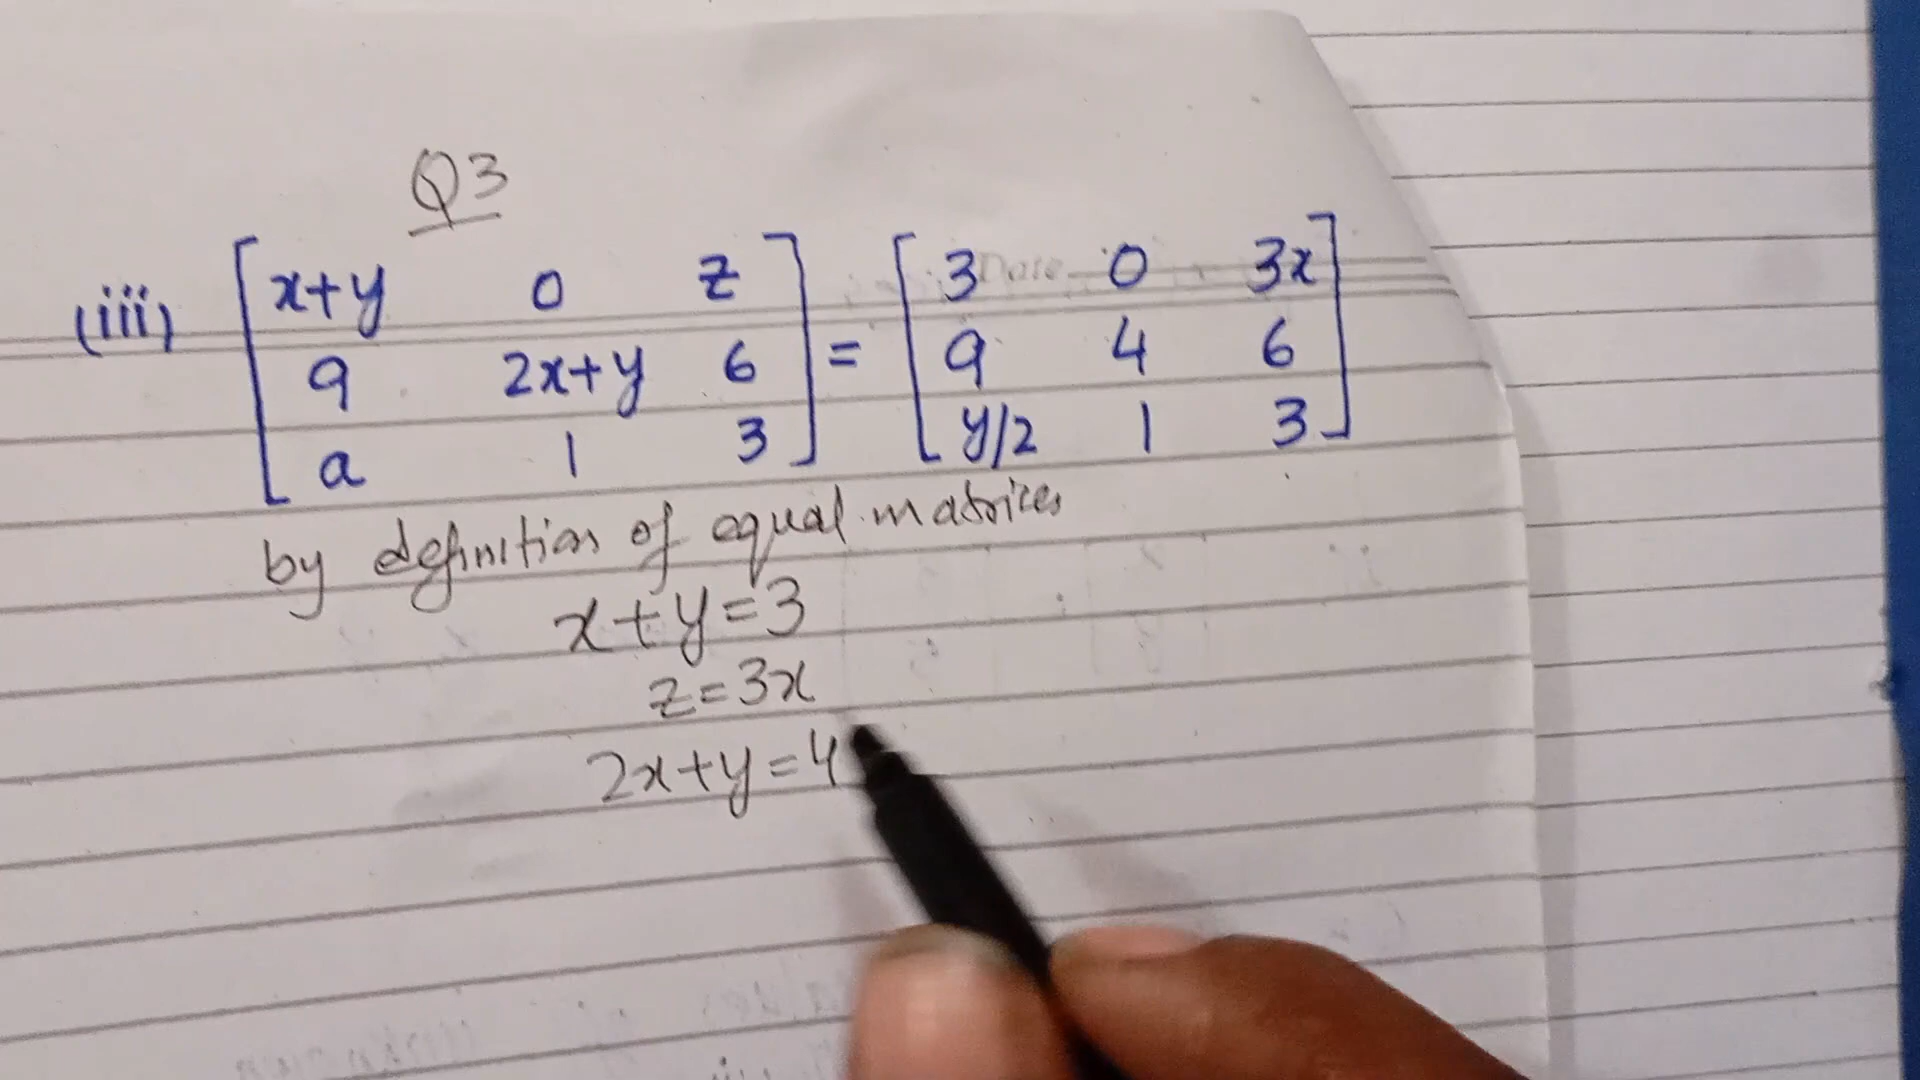 Q3
(iii) [x+y 0 z] = [3 0 3x]
[9 2x+y 6] [9 4 6]
[a 1 3] [y/2 1 3]
by definition of equal matrices
x+y=3
z=3x
2x+y=4